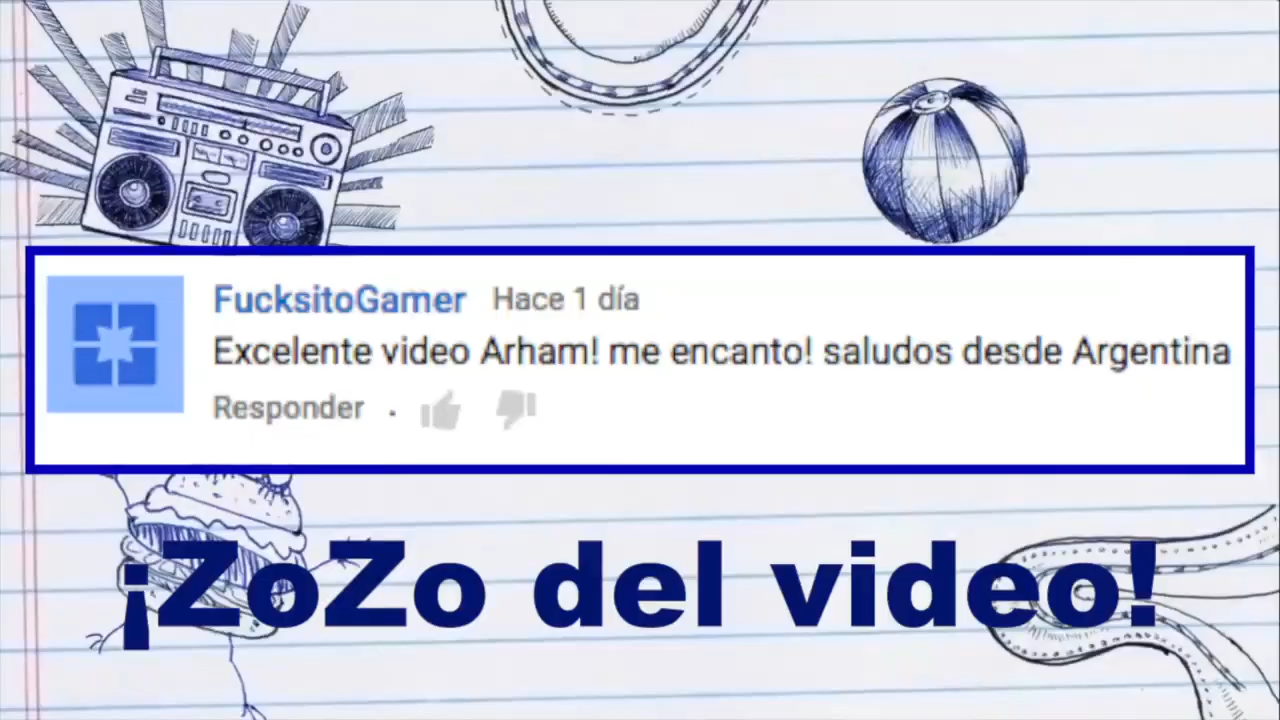 FucksitoGamer Hace 1 día
Excelente video Arham! me encanto! saludos desde Argentina
Responder .
¡ZoZo del video!